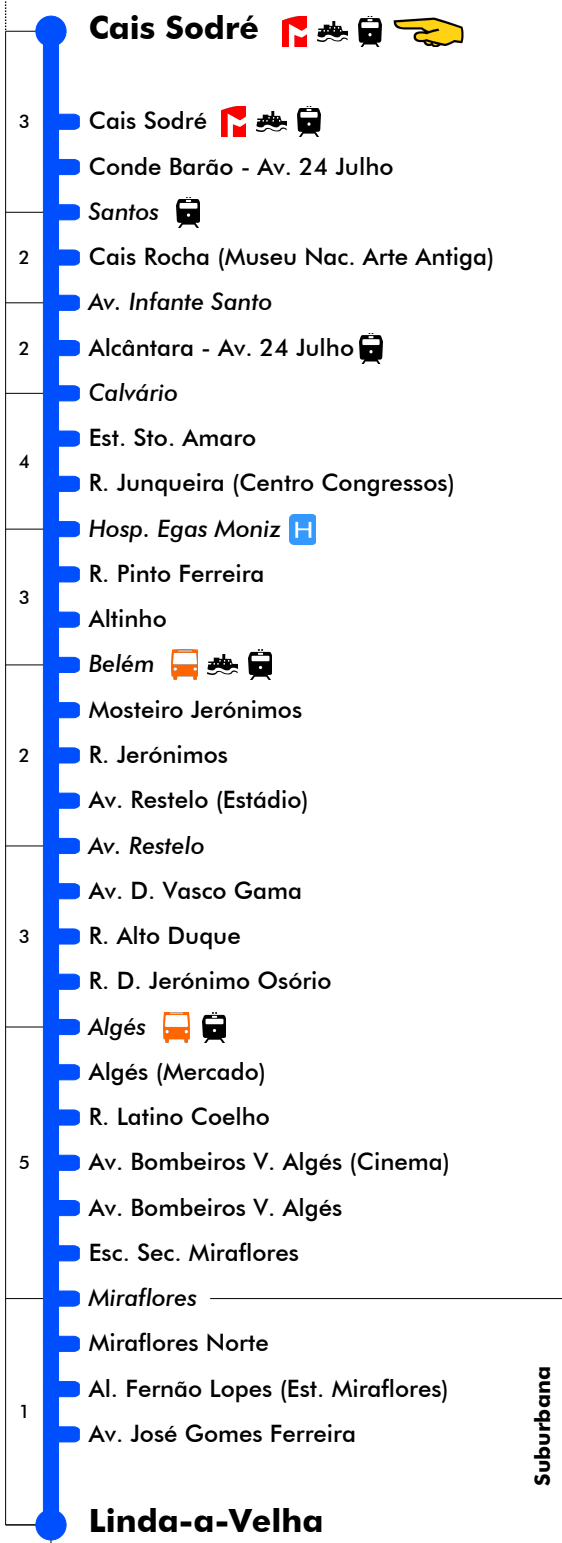 Cais Sodré
3
Cais Sodré
Conde Barão - Av. 24 Julho
Santos
2
Cais Rocha (Museu Nac. Arte Antiga)
Av. Infante Santo
2
Alcântara - Av. 24 Julho
Calvário
Est. Sto. Amaro
4
R. Junqueira (Centro Congressos)
Hosp. Egas Moniz H
R. Pinto Ferreira
3
Altinho
Belém
Mosteiro Jerónimos
2
R. Jerónimos
Av. Restelo (Estádio)
Av. Restelo
Av. D. Vasco Gama
3
R. Alto Duque
R. D. Jerónimo Osório
Algés
Algés (Mercado)
R. Latino Coelho
5
Av. Bombeiros V. Algés (Cinema)
Av. Bombeiros V. Algés
Esc. Sec. Miraflores
Miraflores
Miraflores Norte
Al. Fernão Lopes (Est. Miraflores)
1
Av. José Gomes Ferreira
Suburbana
Linda-a-Velha